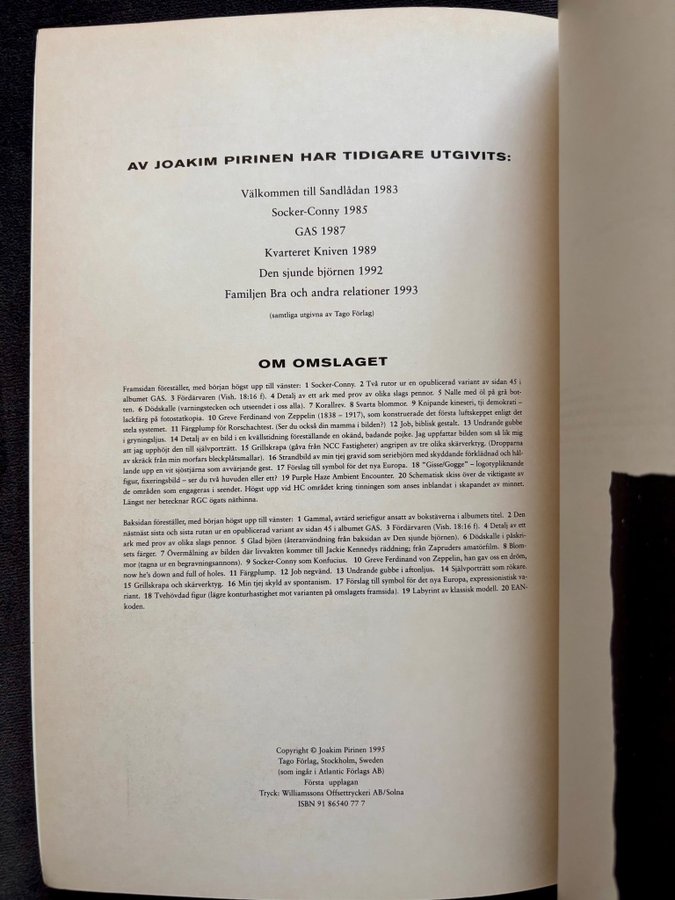 AV JOAKIM PIRINEN HAR TIDIGARE UTGIVITS:
Välkommen till Sandlådan 1983
Socker-Conny 1985
GAS 1987
Kvarteret Kniven 1989
Den sjunde björnen 1992
Familjen Bra och andra relationer 1993
(samtliga utgivna av Tago Förlag)
OM OMSLAGET
Framsidan föreställer, med början högst upp till vänster: 1 Socker-Conny. 2 Två rutor ur en opublicerad variant av sidan 45 i
albumet GAS. 3 Fördärvaren (Vish. 18:16 f). 4 Detalj av ett ark med prov av olika slags pennor. 5 Nalle med öl på grå bot-
ten. 6 Dödskalle (varningstecken och utseendet i oss alla). 7 Korallrev. 8 Svarta blommor. 9 Knipande kineseri, tji demokrati –
lackfärg på fotostatkopia. 10 Greve Ferdinand von Zeppelin (1838 – 1917), som konstruerade det första luftskeppet enligt det
stela systemet. 11 Färgplump för Rorschachtest. (Ser du också din mamma i bilden?) 12 Job, biblisk gestalt. 13 Undrande gubbe
i gryningsljus. 14 Detalj av en bild i en kvällstidning föreställande en okänd, badande pojke. Jag uppfattar bilden som så lik mig
att jag upphöjt den till självporträtt. 15 Grillskrapa (gåva från NCC Fastigheter) angripen av tre olika skärverktyg. (Dropparna
av skräck från min morfars bleckplåtsmallar). 16 Strandbild av min tjej gravid som seriebjörn med skyddande förklädnad och hål-
lande upp en vit sjöstjärna som avvärjande gest. 17 Förslag till symbol för det nya Europa. 18 "Gisse/Gogge" – logotypliknande
figur, fixeringsbild – ser du två huvuden eller ett? 19 Purple Haze Ambient Encounter. 20 Schematisk skiss över de viktigaste av
de områden som engageras i seendet. Högst upp vid HC området kring tinningen som anses inblandat i skapandet av minnet.
Längst ner betecknar RGC ögats näthinna.
Baksidan föreställer, med början högst upp till vänster: 1 Gammal, avtärd seriefigur ansatt av bokstäverna i albumets titel. 2 Den
nästnäst sista och sista rutan ur en opublicerad variant av sidan 45 i albumet GAS. 3 Fördärvaren (Vish. 18:16 f). 4 Detalj av ett
ark med prov av olika slags pennor. 5 Glad björn (återanvändning från baksidan av Den sjunde björnen). 6 Dödskalle i påskri-
sets färger. 7 Övermålning av bilden där livvakten kommer till Jackie Kennedys räddning; från Zapruders amatörfilm. 8 Blom-
mor (tagna ur en begravningsannons). 9 Socker-Conny som Konfucius. 10 Greve Ferdinand von Zeppelin, han gav oss en dröm,
now he's down and full of holes. 11 Färgplump. 12 Job negvänd. 13 Undrande gubbe i aftonljus. 14 Självporträtt som rökare.
15 Grillskrapa och skärverktyg. 16 Min tjej skyld av spontanism. 17 Förslag till symbol för det nya Europa, expressionistisk va-
riant. 18 Tvehövdad figur (lägre konturhastighet mot varianten på omslagets framsida). 19 Labyrint av klassisk modell. 20 EAN-
koden.
Copyright © Joakim Pirinen 1995
Tago Förlag, Stockholm, Sweden
(som ingår i Atlantic Förlags AB)
Första upplagan
Tryck: Williamssons Offsettryckeri AB/Solna
ISBN 91 86540 77 7